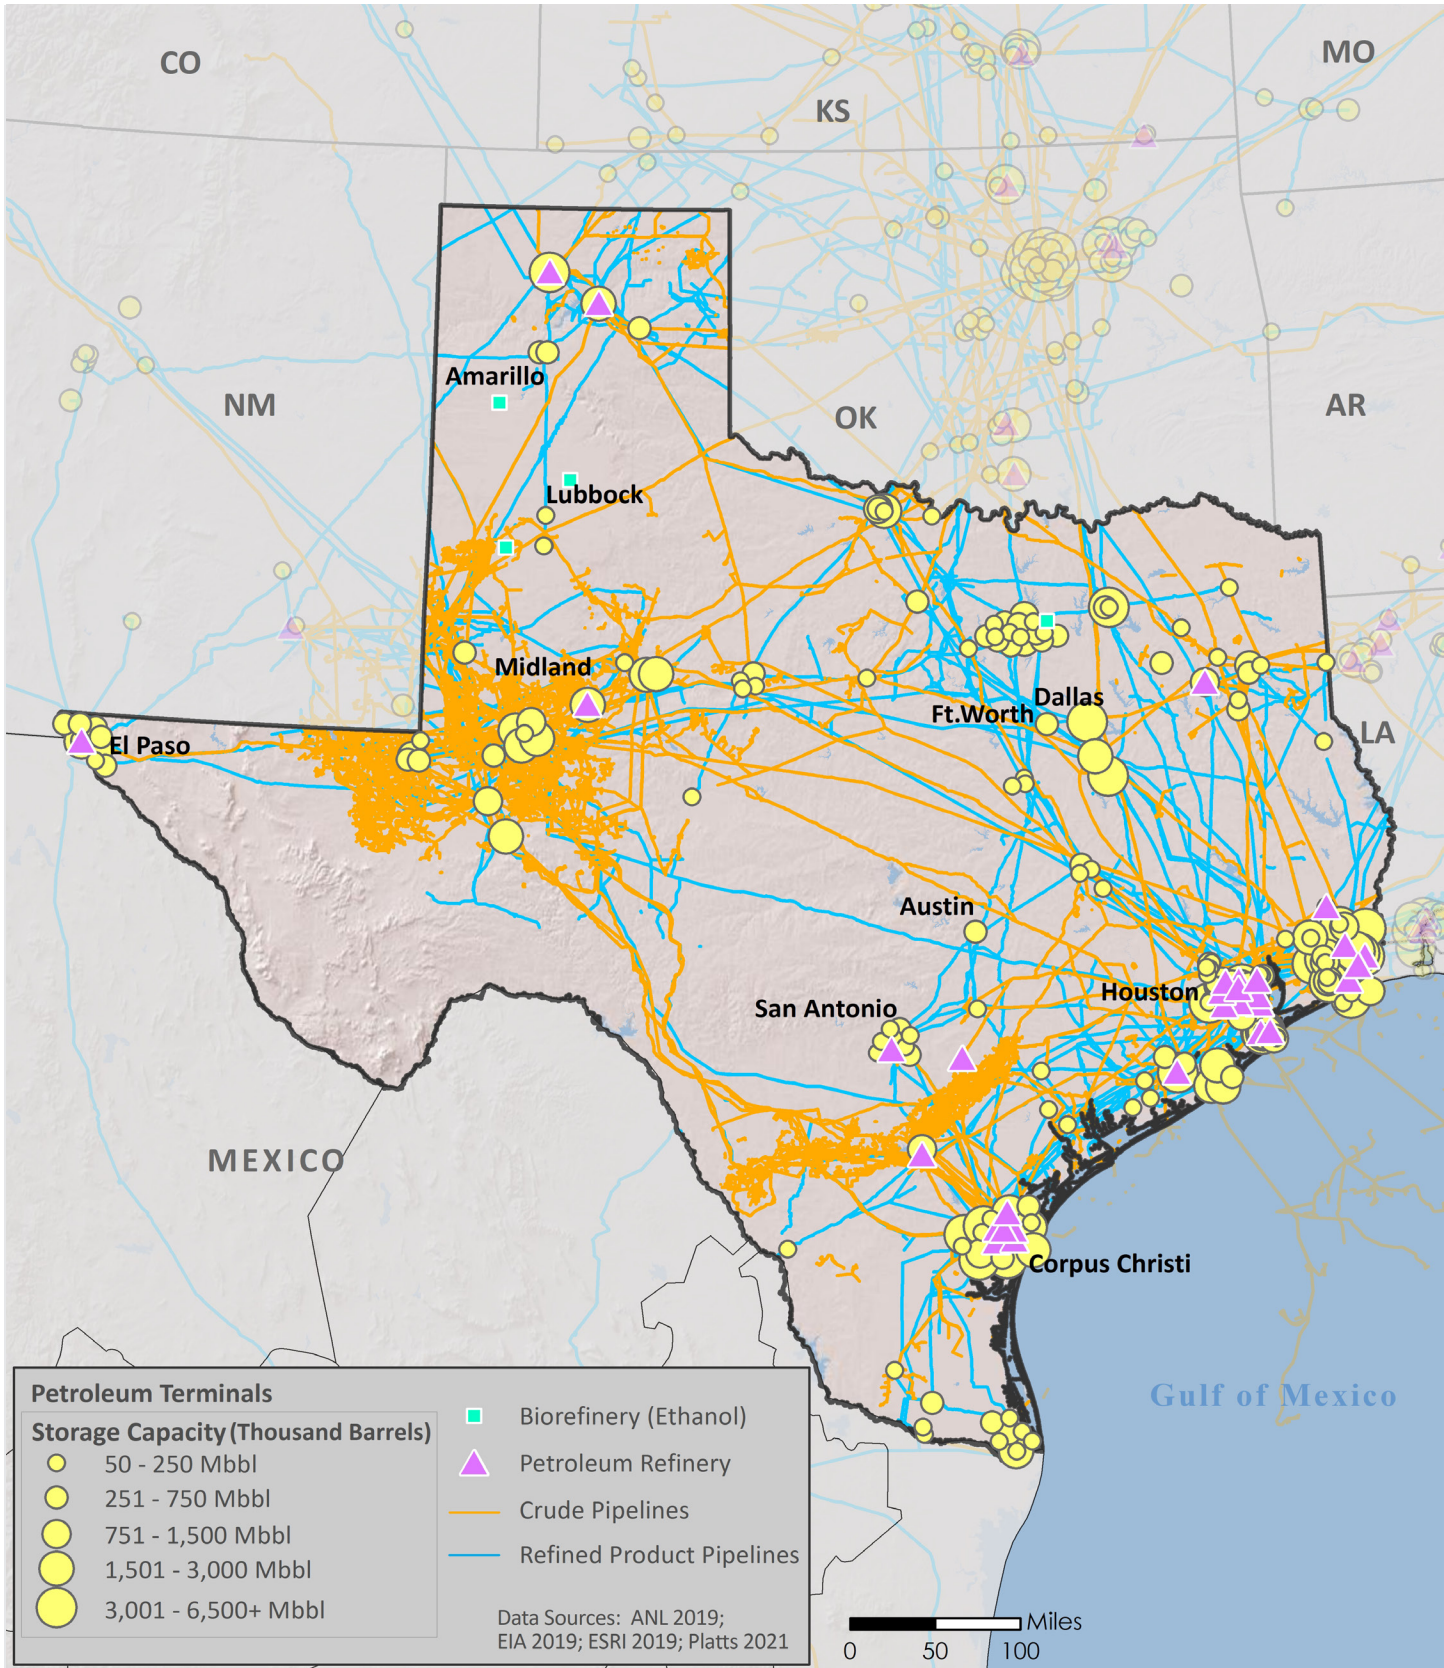 CO
MO
KS
NM
OK
AR
Amarillo
Lubbock
Midland
Dallas
Ft.Worth
El Paso
LA
Austin
Houston
San Antonio
MEXICO
Corpus Christi
Gulf of Mexico
Petroleum Terminals
Storage Capacity (Thousand Barrels)
50 - 250 Mbbl
251 - 750 Mbbl
751 - 1,500 Mbbl
1,501 - 3,000 Mbbl
3,001 - 6,500+ Mbbl
Biorefinery (Ethanol)
Petroleum Refinery
Crude Pipelines
Refined Product Pipelines
Data Sources: ANL 2019;
EIA 2019; ESRI 2019; Platts 2021
Miles
0 50 100